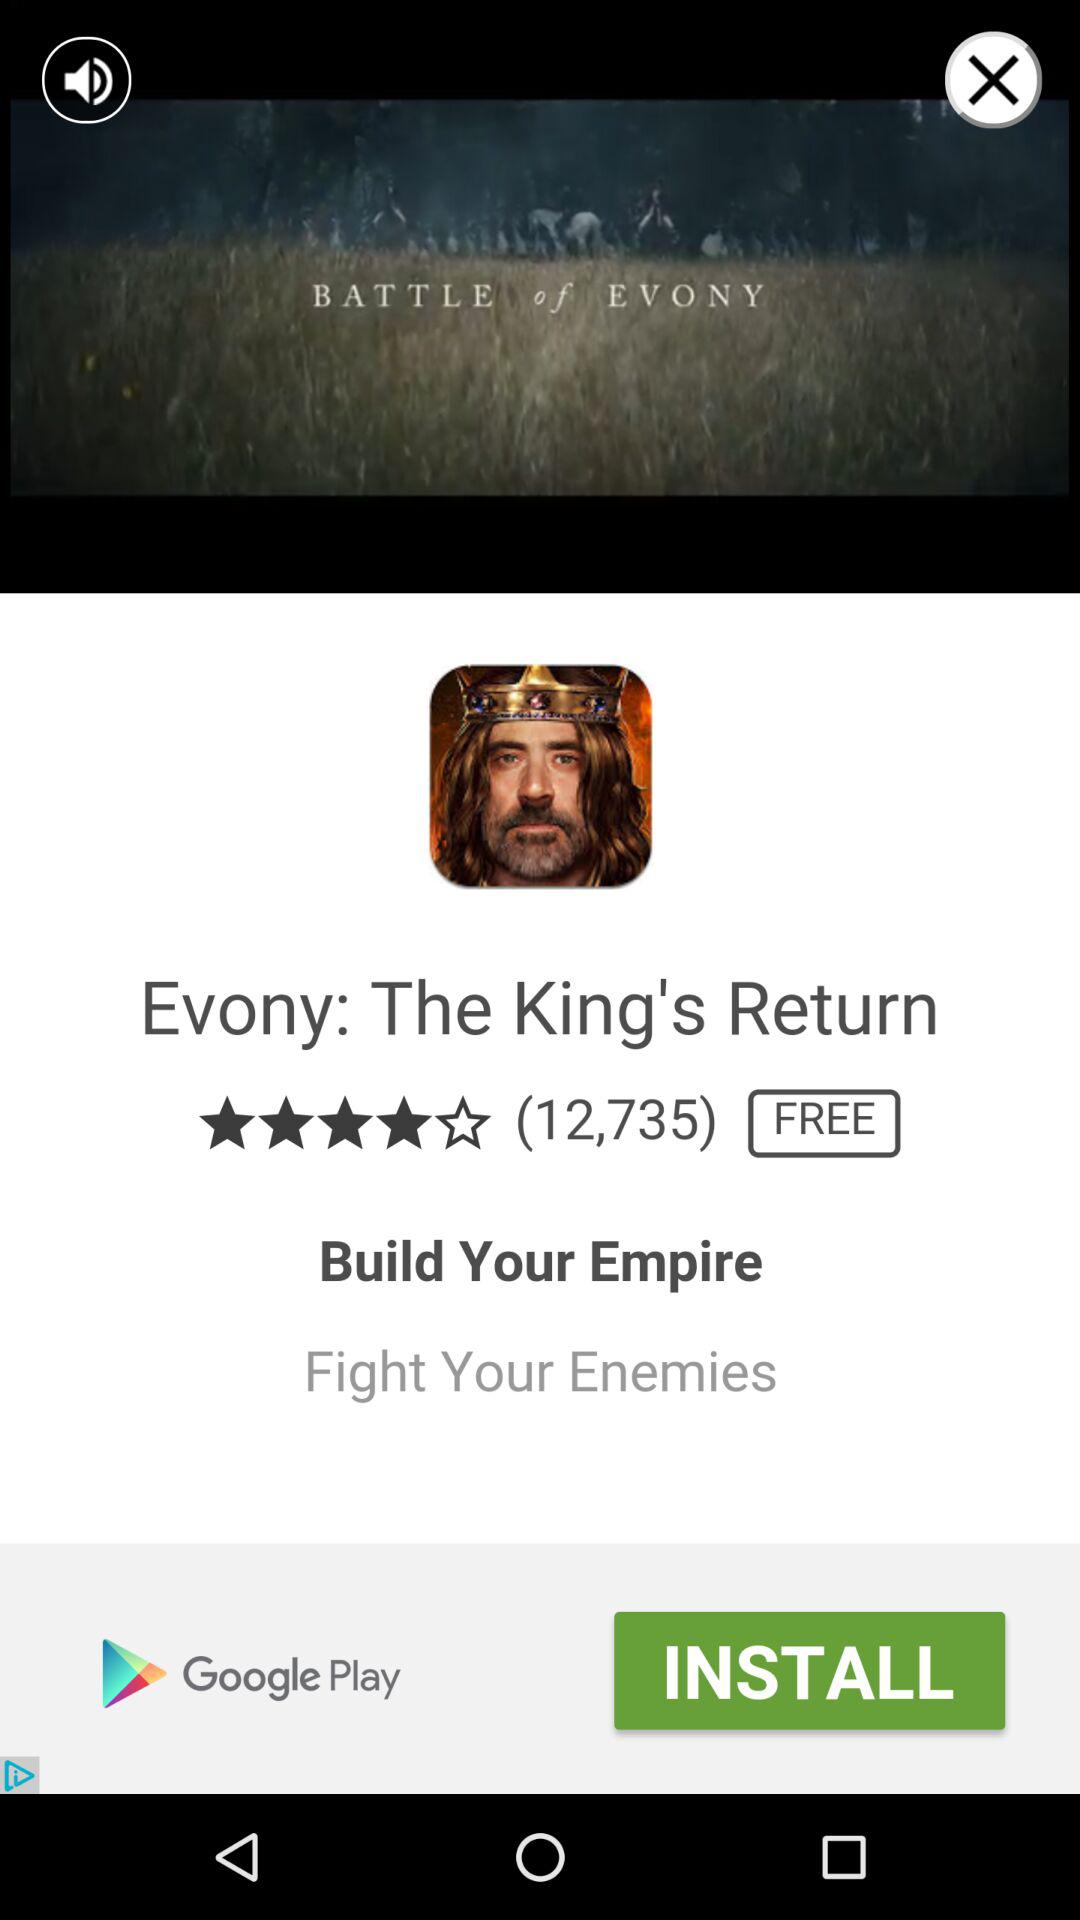 BATTLE of EVONY
Evony: The King's Return
(12,735) FREE
Build Your Empire
Fight Your Enemies
Google Play
INSTALL